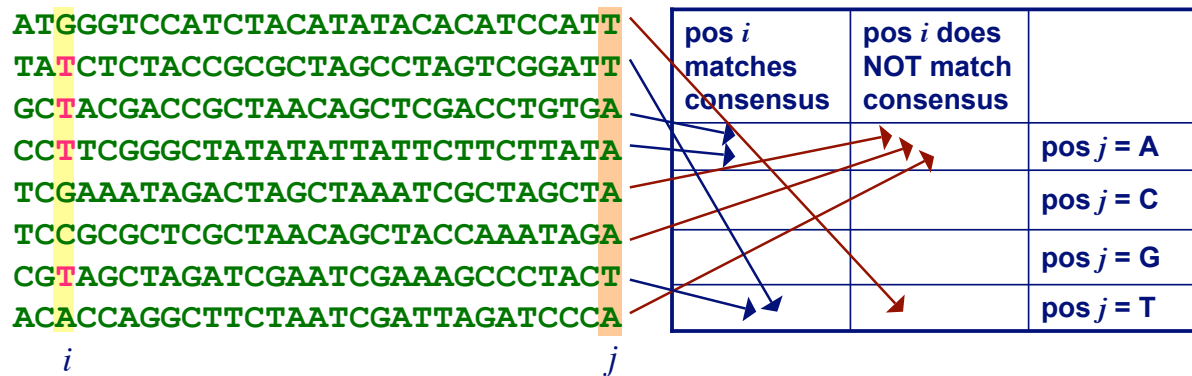 ATGGGTCCATCTACATATACACATCCATT
TATCTCTACCGCGCTAGCCTAGTCGGATT
GCTACGACCGCTAACAGCTCGACCTGTGA
CCTTCGGGCTATATATTATTCTTCTTATA
TCGAAATAGACTAGCTAAATCGCTAGCTA
TCCCGCGCTCGCTAACAGCTACCAAATAGA
CGTAGCTAGATCGAATCGAAAGCCCTACT
ACACCAGGCTTCTAATCGATTAGATCCCA
i
j
pos i
matches
consensus
pos i does
NOT match
consensus
pos j = A
pos j = C
pos j = G
pos j = T